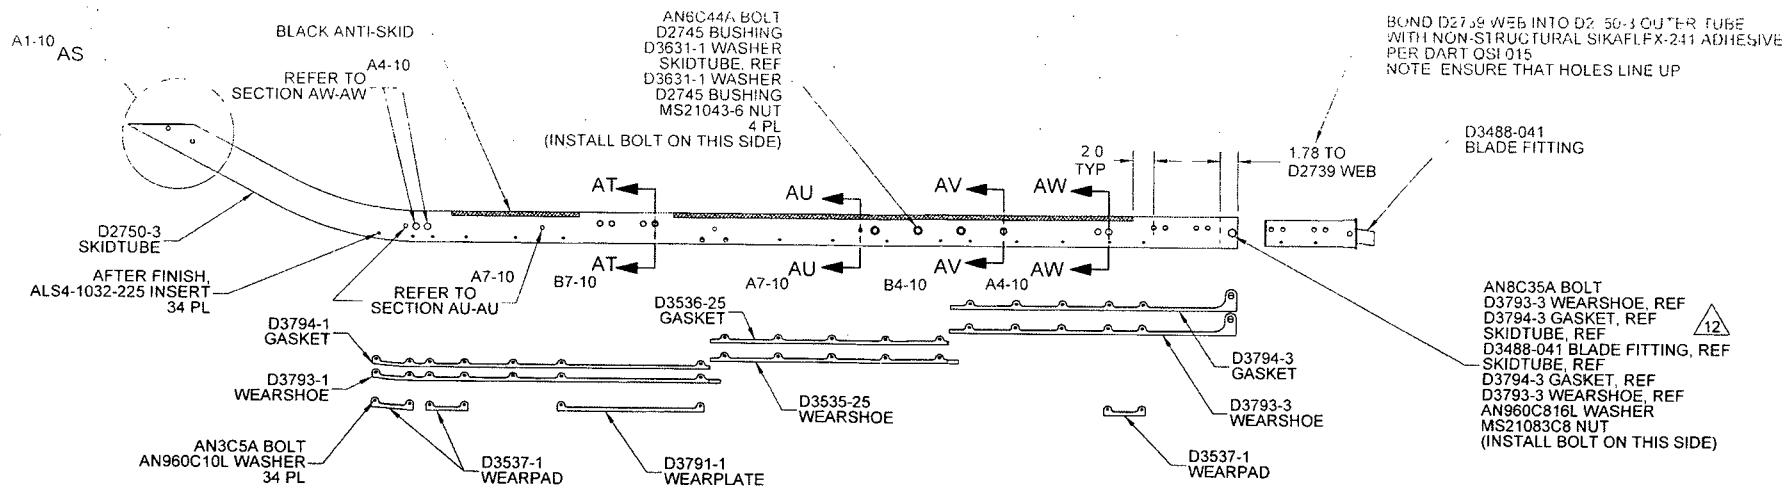 A1-10
AS
BLACK ANTI-SKID
A4-10
REFER TO
SECTION AW-AW
AN6C44A BOLT
D2745 BUSHING
D3631-1 WASHER
SKIDTUBE, REF
D3631-1 WASHER
D2745 BUSHING
MS21043-6 NUT
4 PL
(INSTALL BOLT ON THIS SIDE)
BOND D2739 WEB INTO OUTER TUBE
WITH NON-STRUCTURAL SIKAFLEX-241 ADHESIVE
PER DART QSI 015
NOTE ENSURE THAT HOLES LINE UP
D3488-041
BLADE FITTING
2.0
TYP
1.78 TO
D2739 WEB
AT
AU
AV
AW
D2750-3
SKIDTUBE
AFTER FINISH,
ALS4-1032-225 INSERT
34 PL
REFER TO
SECTION AU-AU
A7-10
AT
B7-10
AU
A7-10
AV
B4-10
AW
A4-10
D3794-1
GASKET
D3536-25
GASKET
D3793-1
WEARSHOE
D3535-25
WEARSHOE
D3794-3
GASKET
D3793-3
WEARSHOE
AN3C5A BOLT
AN960C10L WASHER
34 PL
D3537-1
WEARPAD
D3791-1
WEARPLATE
D3537-1
WEARPAD
AN8C35A BOLT
D3793-3 WEARSHOE, REF
D3794-3 GASKET, REF
SKIDTUBE, REF
D3488-041 BLADE FITTING, REF
SKIDTUBE, REF
D3794-3 GASKET, REF
D3793-3 WEARSHOE, REF
AN960C816L WASHER
MS21083C8 NUT
(INSTALL BOLT ON THIS SIDE)
12